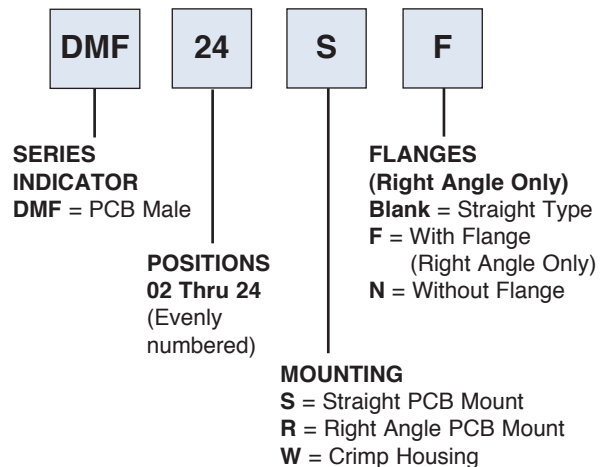 DMF 24 S F
SERIES
INDICATOR
DMF = PCB Male
POSITIONS
02 Thru 24
(Evenly
numbered)
MOUNTING
S = Straight PCB Mount
R = Right Angle PCB Mount
W = Crimp Housing
FLANGES
(Right Angle Only)
Blank = Straight Type
F = With Flange
(Right Angle Only)
N = Without Flange